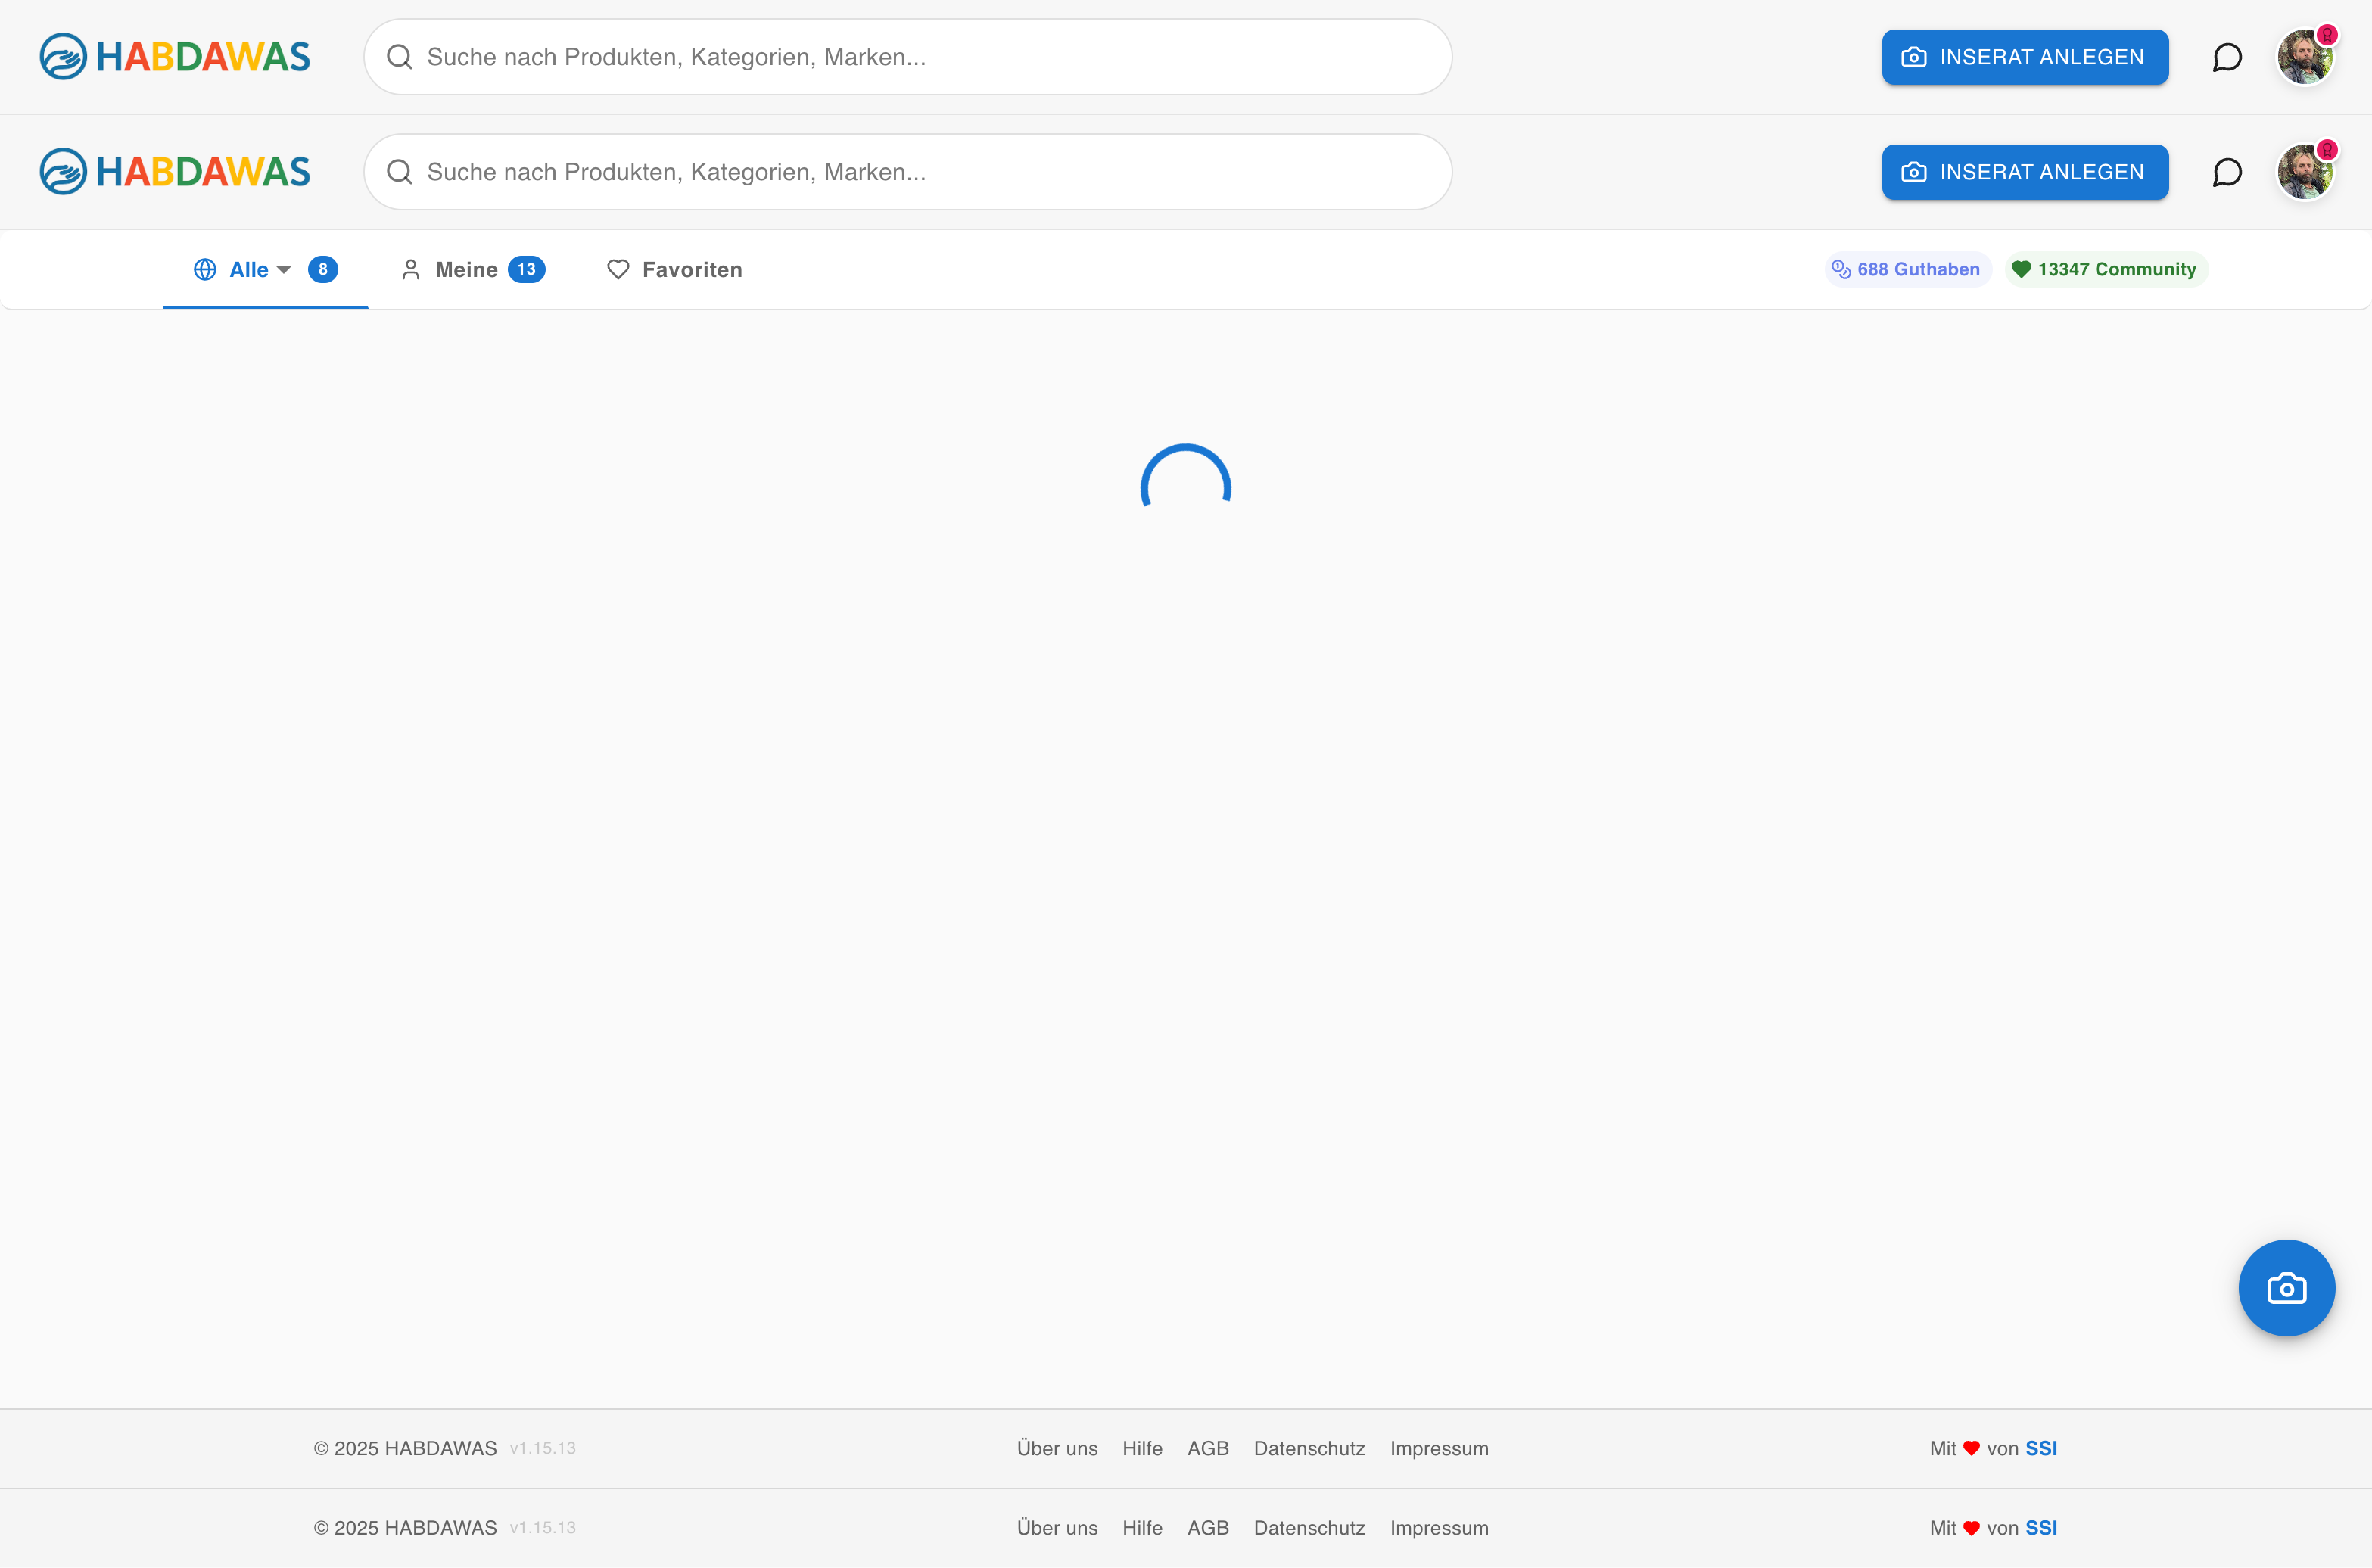 HABDAWAS Suche nach Produkten, Kategorien, Marken... INSERAT ANLEGEN
HABDAWAS Suche nach Produkten, Kategorien, Marken... INSERAT ANLEGEN
Alle 8 Meine 13 Favoriten 688 Guthaben 13347 Community
© 2025 HABDAWAS v1.15.13 Über uns Hilfe AGB Datenschutz Impressum Mit ❤ von SSI
© 2025 HABDAWAS v1.15.13 Über uns Hilfe AGB Datenschutz Impressum Mit ❤ von SSI